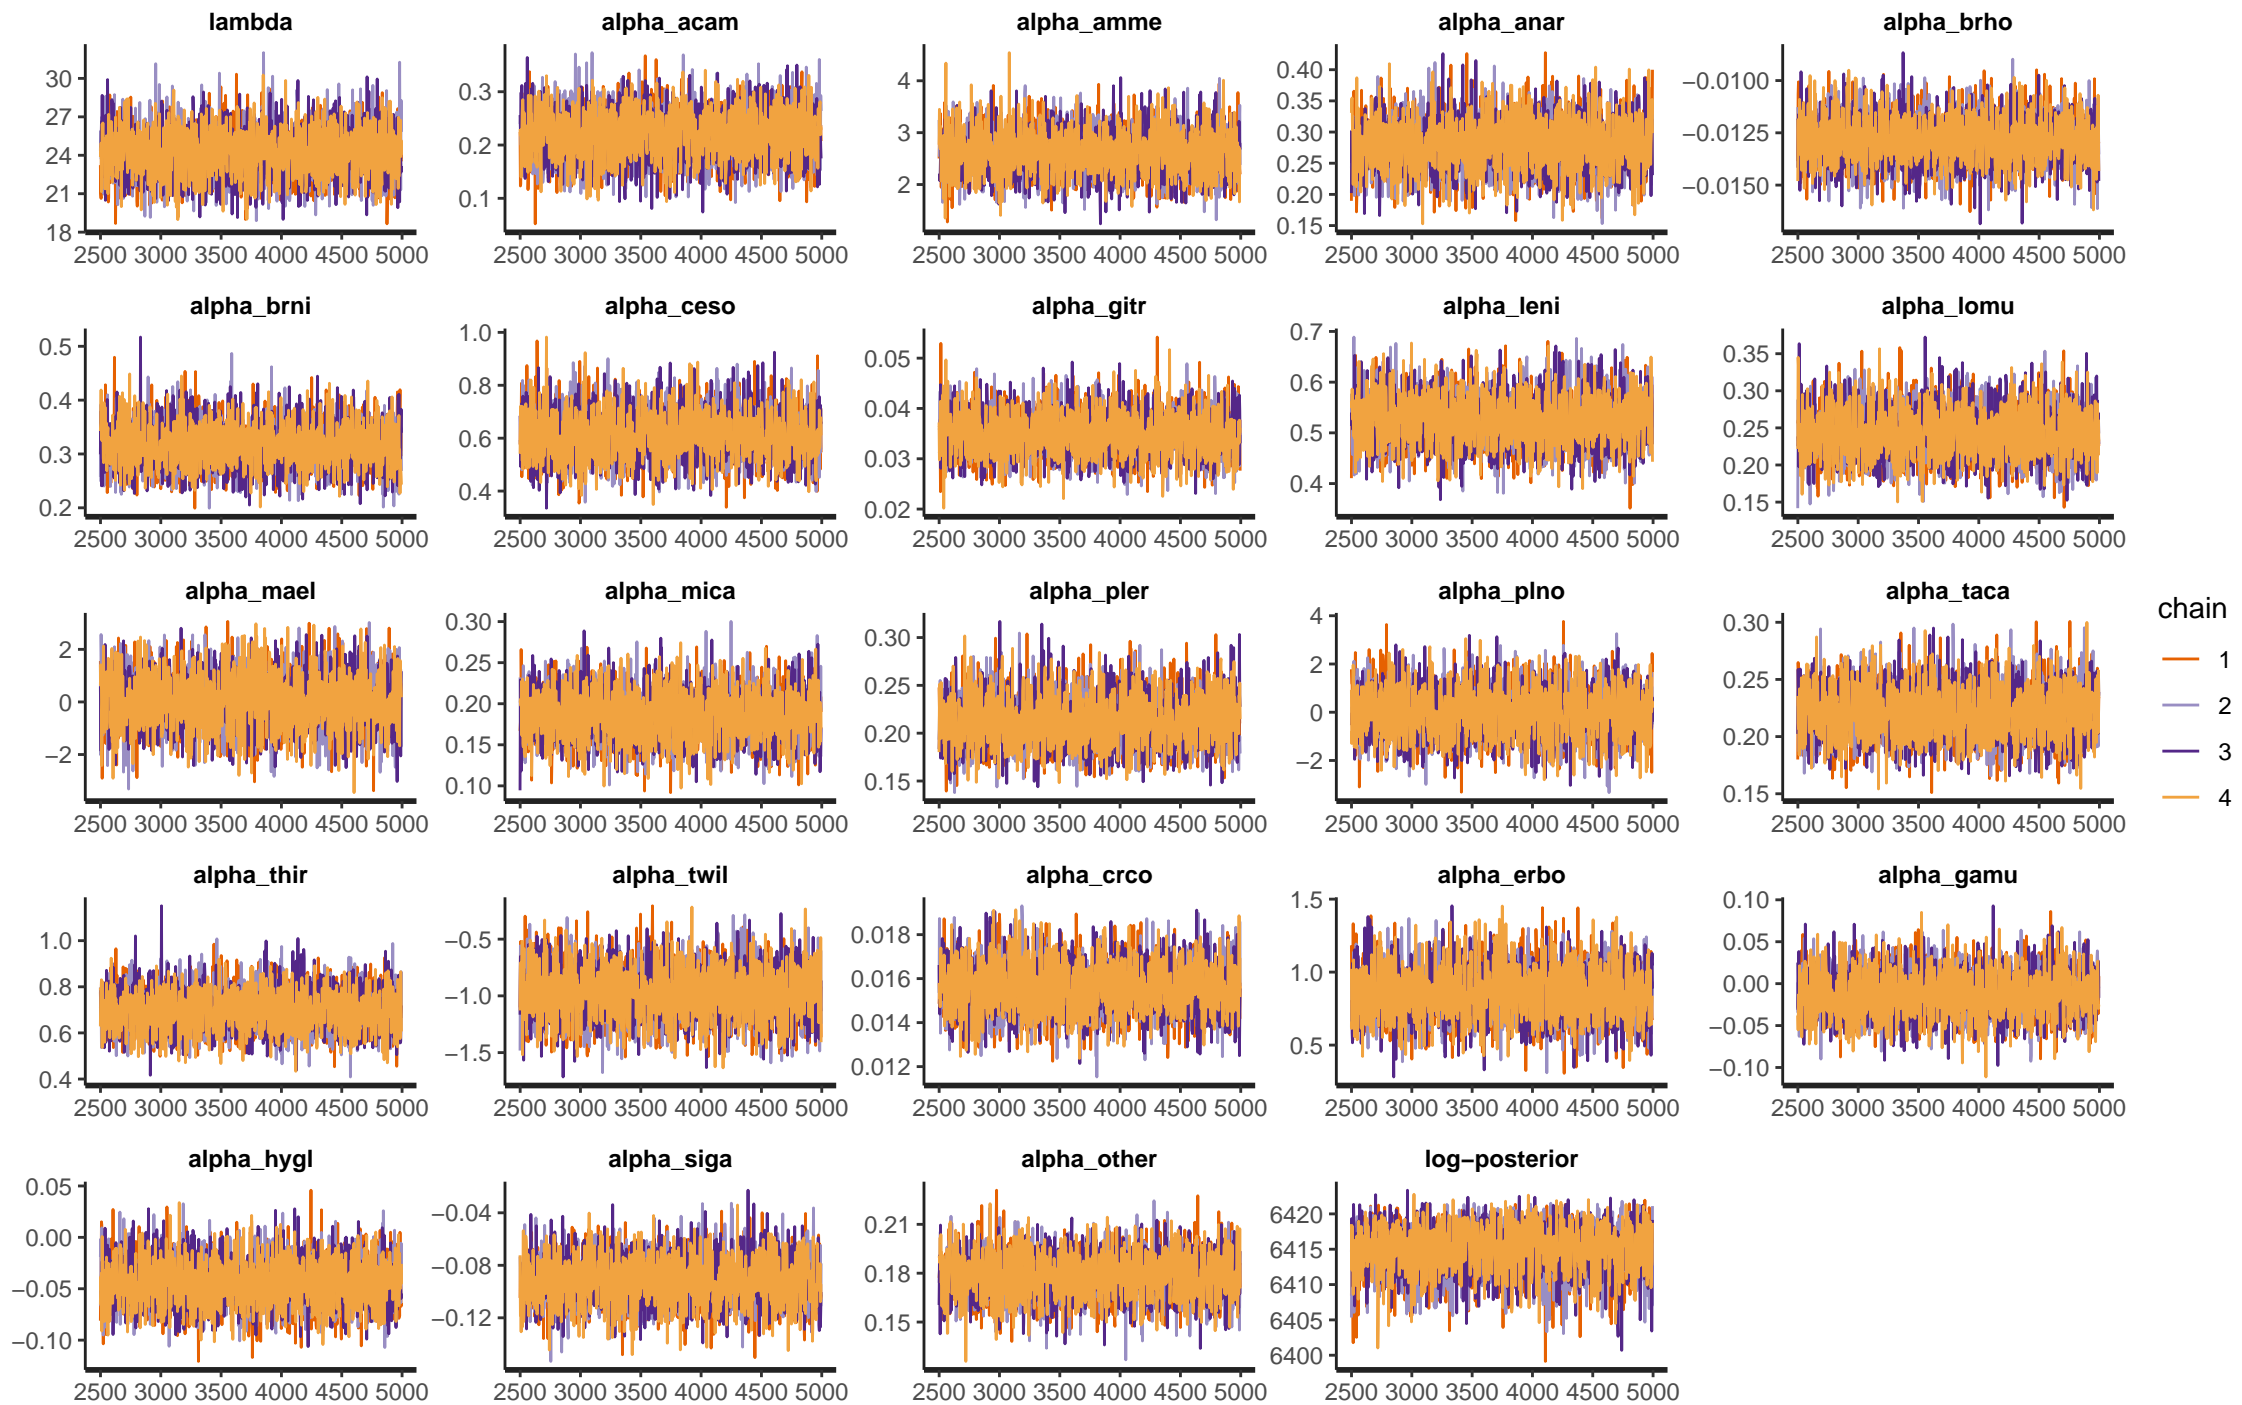 lambda alpha_acam alpha_amme alpha_anar alpha_brho
30 27 24 21 18
0.3 0.2 0.1
4 3 2
0.40 0.35 0.30 0.25 0.20 0.15
−0.0100 −0.0125 −0.0150
2500 3000 3500 4000 4500 5000 2500 3000 3500 4000 4500 5000 2500 3000 3500 4000 4500 5000 2500 3000 3500 4000 4500 5000 2500 3000 3500 4000 4500 5000
alpha_brni alpha_ceso alpha_gitr alpha_leni alpha_lomu
0.5 0.4 0.3 0.2
1.0 0.8 0.6 0.4
0.05 0.04 0.03 0.02
0.7 0.6 0.5 0.4
0.35 0.30 0.25 0.20 0.15
2500 3000 3500 4000 4500 5000 2500 3000 3500 4000 4500 5000 2500 3000 3500 4000 4500 5000 2500 3000 3500 4000 4500 5000 2500 3000 3500 4000 4500 5000
alpha_mael alpha_mica alpha_pler alpha_plno alpha_taca
2 0 −2
0.30 0.25 0.20 0.15 0.10
0.30 0.25 0.20 0.15
4 2 0 −2
0.30 0.25 0.20 0.15
2500 3000 3500 4000 4500 5000 2500 3000 3500 4000 4500 5000 2500 3000 3500 4000 4500 5000 2500 3000 3500 4000 4500 5000 2500 3000 3500 4000 4500 5000
chain
1
2
3
4
alpha_thir alpha_twil alpha_crco alpha_erbo alpha_gamu
1.0 0.8 0.6 0.4
−0.5 −1.0 −1.5
0.018 0.016 0.014 0.012
1.5 1.0 0.5
0.10 0.05 0.00 −0.05 −0.10
2500 3000 3500 4000 4500 5000 2500 3000 3500 4000 4500 5000 2500 3000 3500 4000 4500 5000 2500 3000 3500 4000 4500 5000 2500 3000 3500 4000 4500 5000
alpha_hygl alpha_siga alpha_other log−posterior
0.05 0.00 −0.05 −0.10
−0.04 −0.08 −0.12
0.21 0.18 0.15
6420 6415 6410 6405 6400
2500 3000 3500 4000 4500 5000 2500 3000 3500 4000 4500 5000 2500 3000 3500 4000 4500 5000 2500 3000 3500 4000 4500 5000